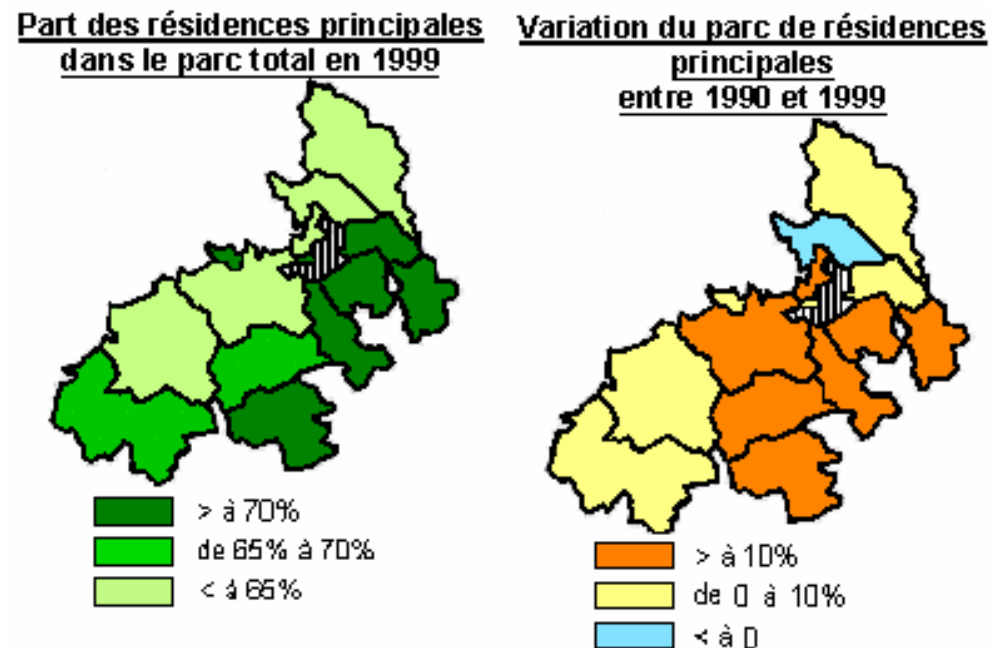 Part des résidences principales
dans le parc total en 1999
> à 70%
de 65% à 70%
< à 65%
Variation du parc de résidences
principales
entre 1990 et 1999
> à 10%
de 0 à 10%
< à 0